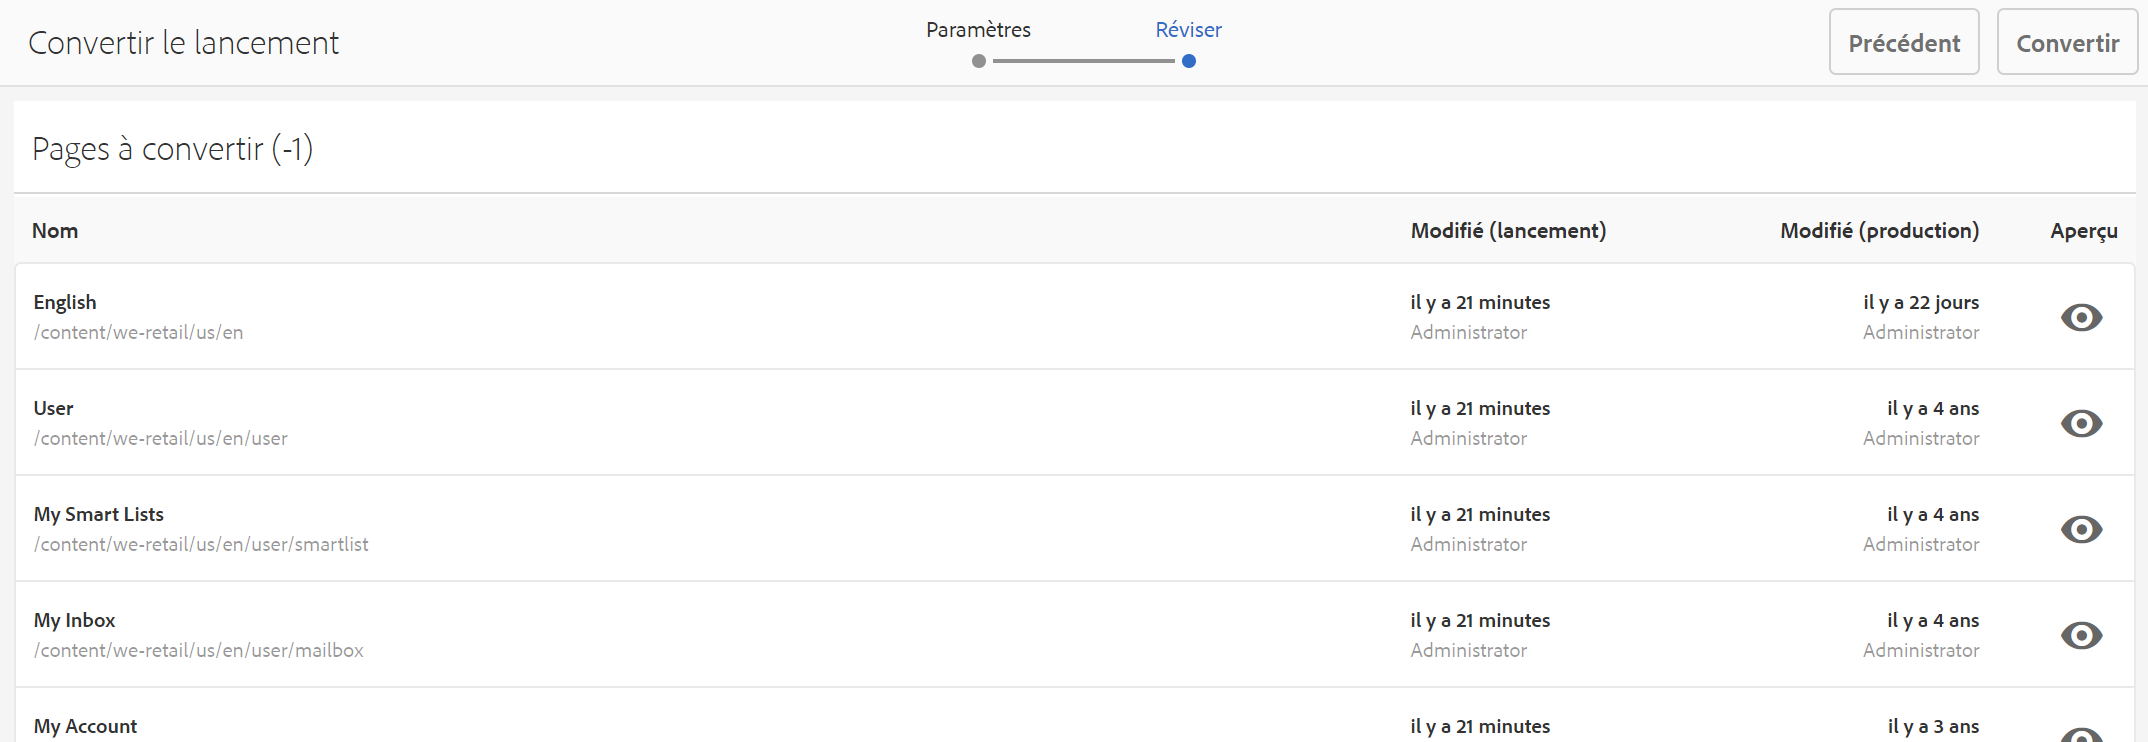 Convertir le lancement
Paramètres
Réviser
Précédent
Convertir
Pages à convertir (-1)
Nom
Modifié (lancement)
Modifié (production)
Aperçu
English
il y a 21 minutes
il y a 22 jours
/content/we-retail/us/en
Administrator
Administrator
User
il y a 21 minutes
il y a 4 ans
/content/we-retail/us/en/user
Administrator
Administrator
My Smart Lists
il y a 21 minutes
il y a 4 ans
/content/we-retail/us/en/user/smartlist
Administrator
Administrator
My Inbox
il y a 21 minutes
il y a 4 ans
/content/we-retail/us/en/user/mailbox
Administrator
Administrator
My Account
il y a 21 minutes
il y a 3 ans